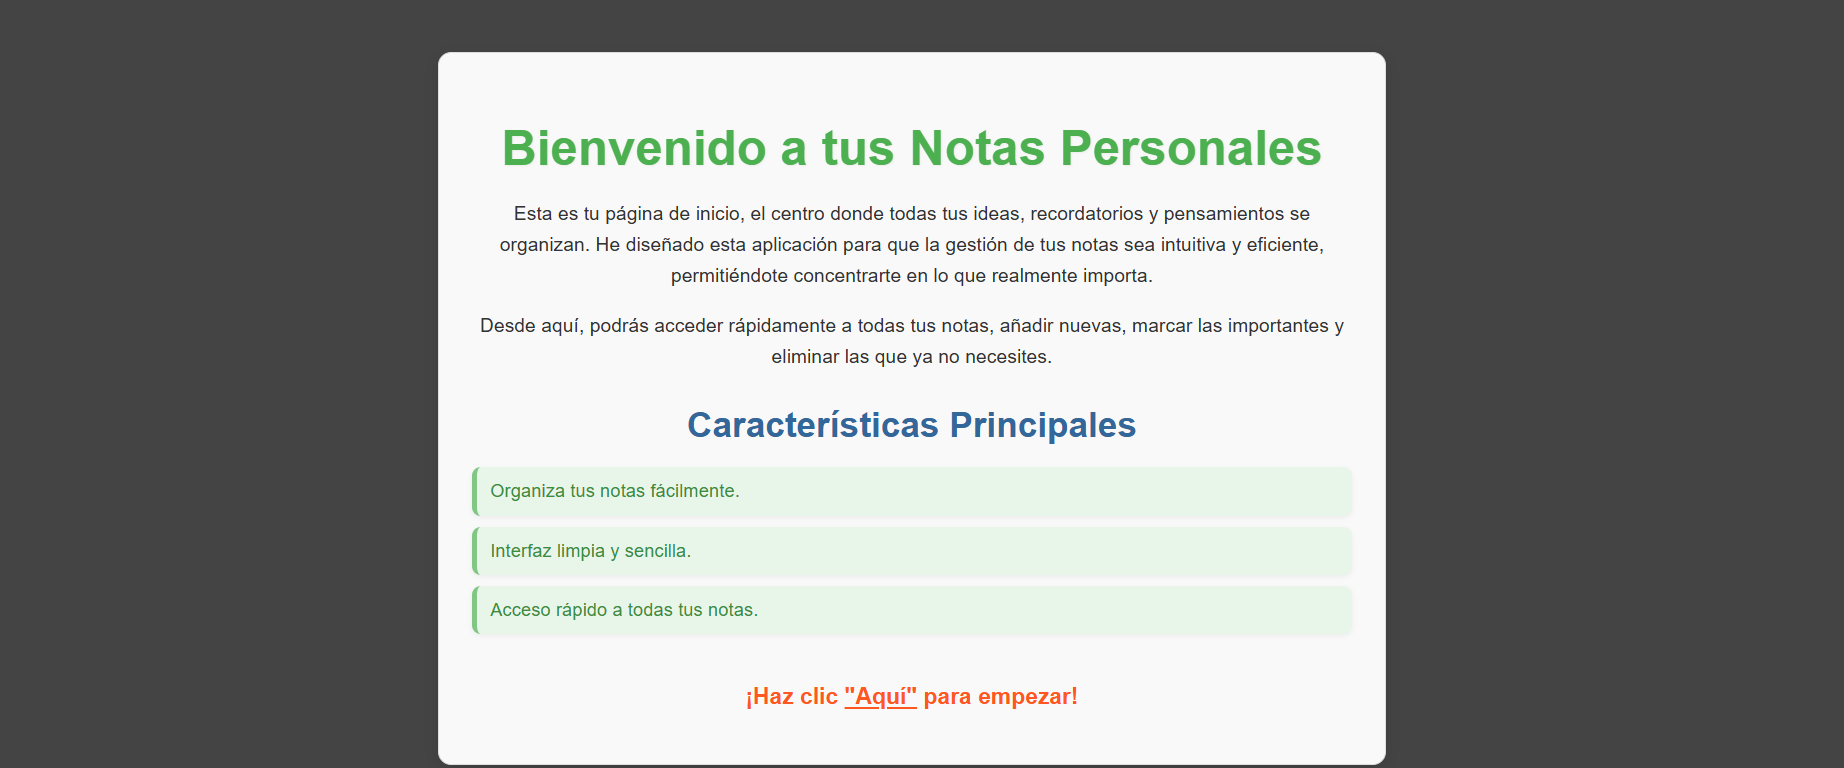 Bienvenido a tus Notas Personales
Esta es tu página de inicio, el centro donde todas tus ideas, recordatorios y pensamientos se
organizan. He diseñado esta aplicación para que la gestión de tus notas sea intuitiva y eficiente,
permitiéndote concentrarte en lo que realmente importa.
Desde aquí, podrás acceder rápidamente a todas tus notas, añadir nuevas, marcar las importantes y
eliminar las que ya no necesites.
Características Principales
Organiza tus notas fácilmente.
Interfaz limpia y sencilla.
Acceso rápido a todas tus notas.
¡Haz clic "Aquí" para empezar!